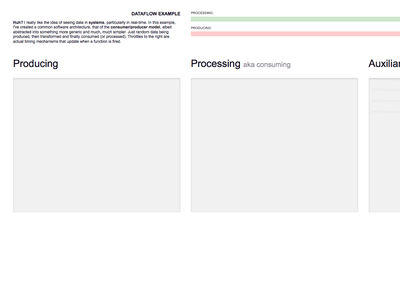 DATAFLOW EXAMPLE
Huh? I really like the idea of seeing data in systems, particularly in real-time. In this example,
I've created a common software architecture, that of the consumer/producer model, albeit
abstracted into something more generic and much, much simpler. Just random data being
produced, then transformed and finally consumed (or processed). Throttles to the right are
actual timing mechanisms that update when a function is fired.
PROCESSING:
PRODUCING:
Producing
Processing aka consuming
Auxilian